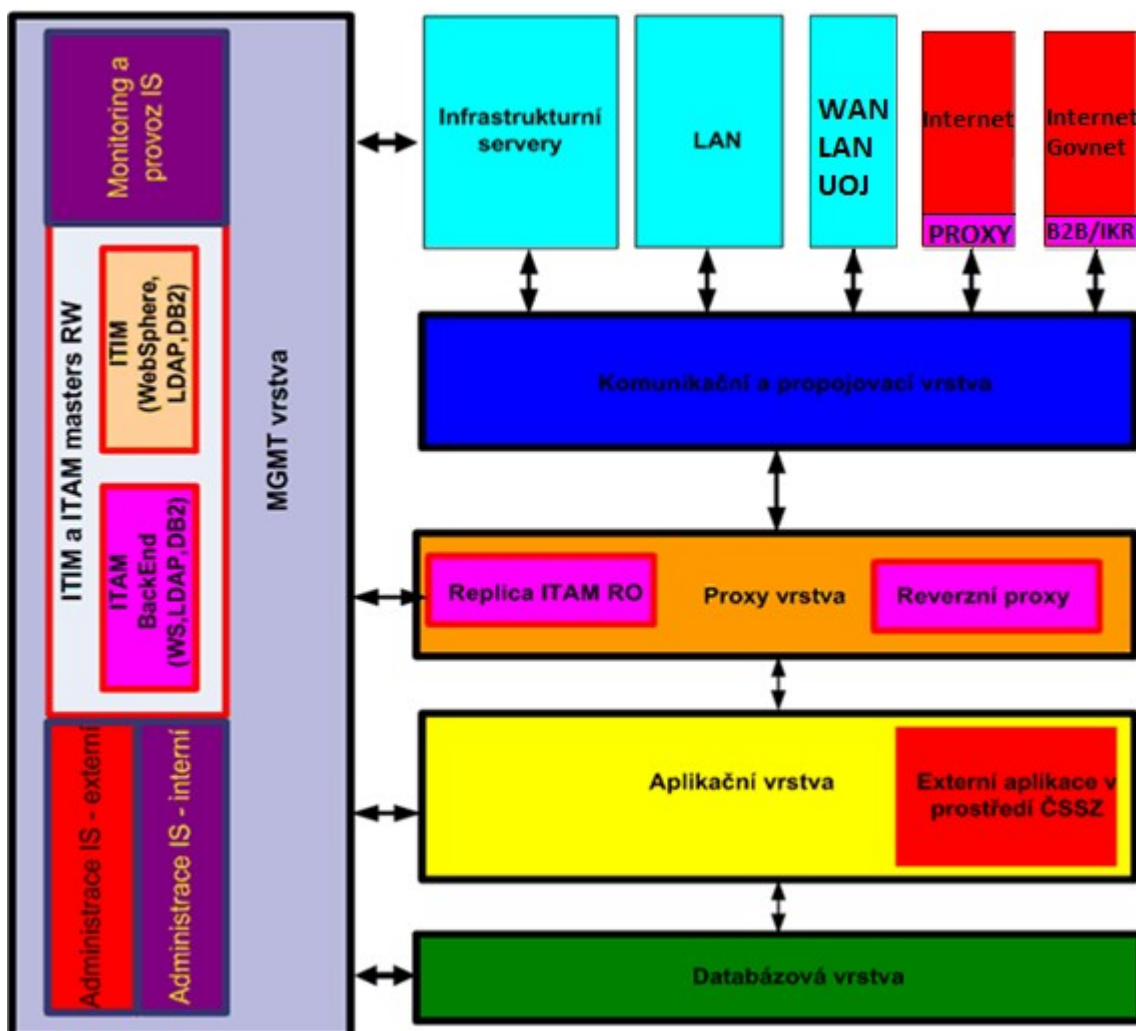 Monitoring a
provoz IS
ITIM a ITAM masters RW
ITIM
(WebSphere,
LDAP,DB2)
ITAM
BackEnd
(WS,LDAP,DB2)
Administrace IS - externí
Administrace IS - interní
MGMT vrstva
Infrastrukturní
servery
LAN
WAN
LAN
UOJ
Internet
PROXY
Internet
Govnet
B2B/IKR
Komunikační a propojovací vrstva
Replica ITAM RO
Proxy vrstva
Reverzní proxy
Aplikační vrstva
Externí aplikace v
prostředí ČSSZ
Databázová vrstva